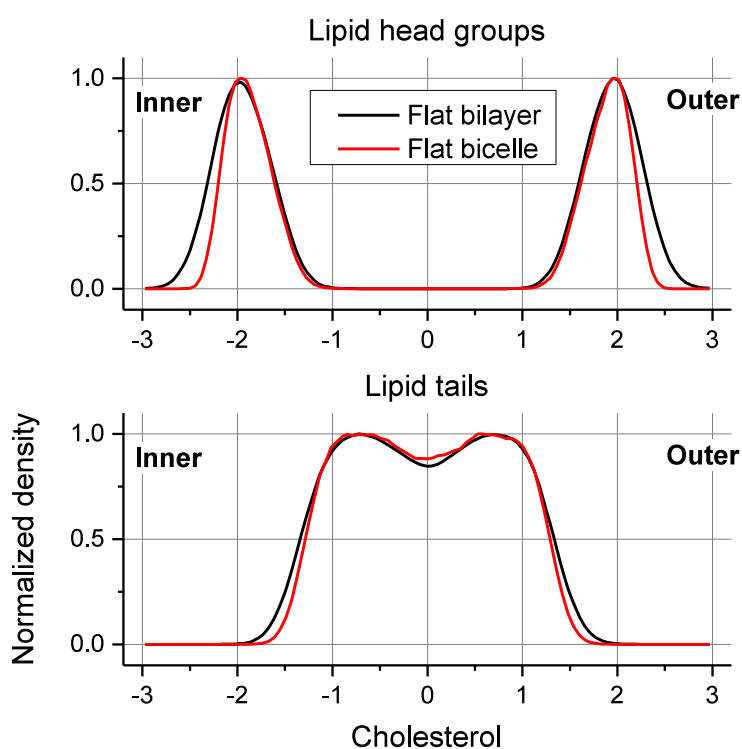 Lipid head groups
1.0
Inner
Outer
Flat bilayer
Flat bicelle
0.5
0.0
-3 -2 -1 0 1 2 3
Lipid tails
1.0
Inner
Outer
0.5
0.0
-3 -2 -1 0 1 2 3
Normalized density
Cholesterol